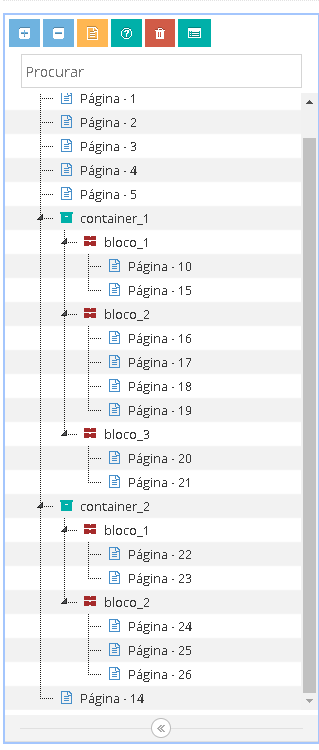 Procurar
Página - 1
Página - 2
Página - 3
Página - 4
Página - 5
container_1
bloco_1
Página - 10
Página - 15
bloco_2
Página - 16
Página - 17
Página - 18
Página - 19
bloco_3
Página - 20
Página - 21
container_2
bloco_1
Página - 22
Página - 23
bloco_2
Página - 24
Página - 25
Página - 26
Página - 14